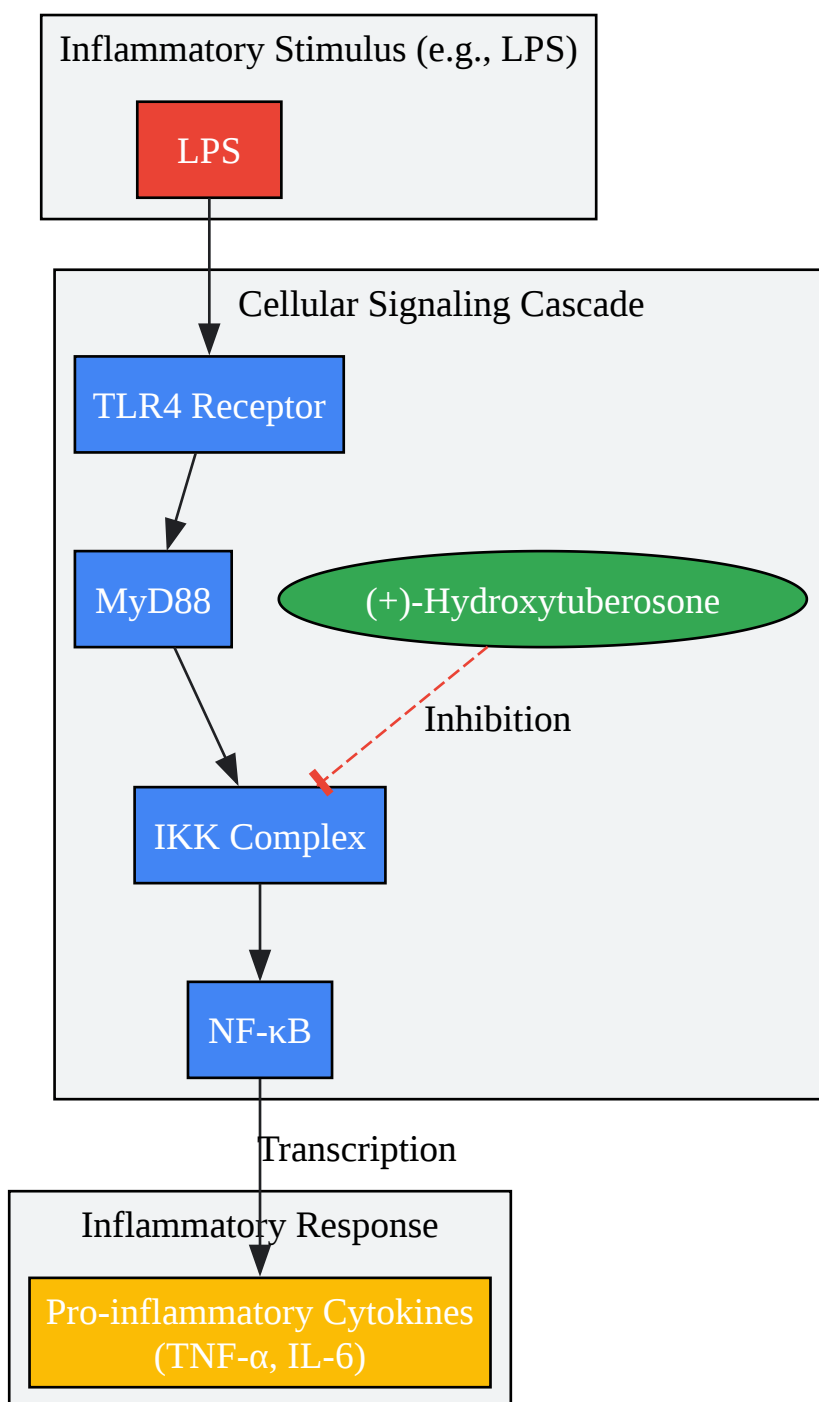 Inflammatory Stimulus (e.g., LPS)
LPS
Cellular Signaling Cascade
TLR4 Receptor
MyD88
(+)-Hydroxytuberosone
Inhibition
IKK Complex
NF-κB
Transcription
Inflammatory Response
Pro-inflammatory Cytokines
(TNF-α, IL-6)